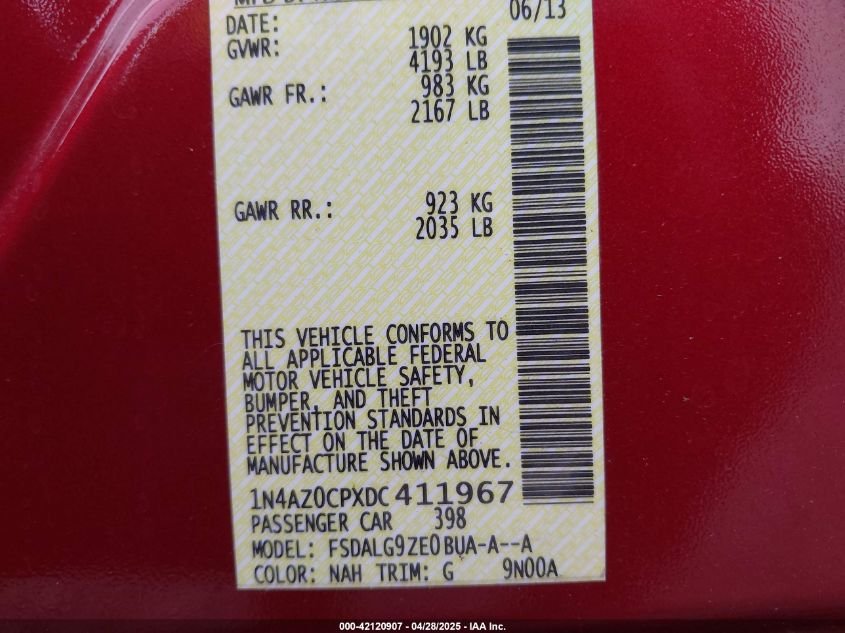 DATE: 06/13
GVWR: 1902 KG
4193 LB
GAWR FR.: 983 KG
2167 LB
GAWR RR.: 923 KG
2035 LB
THIS VEHICLE CONFORMS TO
ALL APPLICABLE FEDERAL
MOTOR VEHICLE SAFETY,
BUMPER, AND THEFT
PREVENTION STANDARDS IN
EFFECT ON THE DATE OF
MANUFACTURE SHOWN ABOVE.
1N4AZ0CPXDC411967
PASSENGER CAR 398
MODEL: FSDALG9ZE0BUA-A--A
COLOR: NAH TRIM: G 9N00A
000-42120907 - 04/28/2025 - IAA Inc.